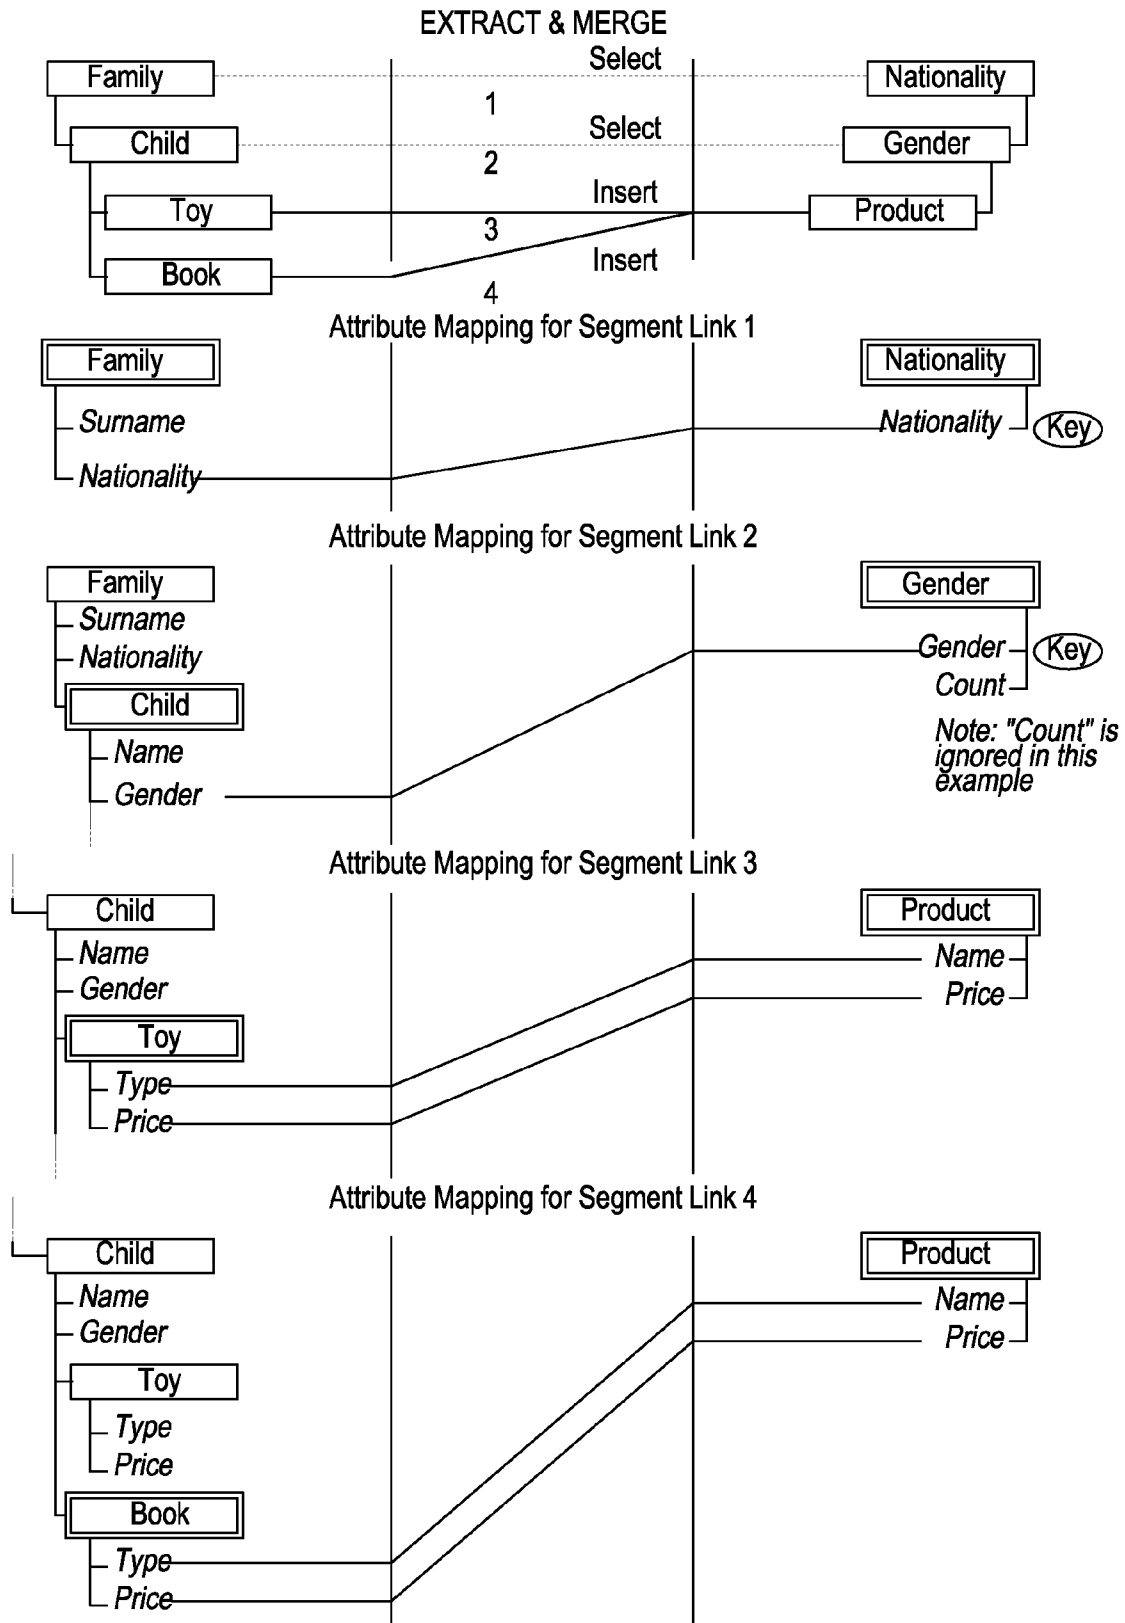 EXTRACT & MERGE
Select
Family
Nationality
1
Select
Child
Gender
2
Insert
Toy
Product
3
Insert
Book
4
Attribute Mapping for Segment Link 1
Family
Nationality
Surname
Nationality
Key
Nationality
Attribute Mapping for Segment Link 2
Family
Gender
Surname
Gender
Key
Nationality
Count
Child
Note: "Count" is
ignored in this
example
Name
Gender
Attribute Mapping for Segment Link 3
Child
Product
Name
Name
Gender
Price
Toy
Type
Price
Attribute Mapping for Segment Link 4
Child
Product
Name
Name
Gender
Price
Toy
Type
Price
Book
Type
Price